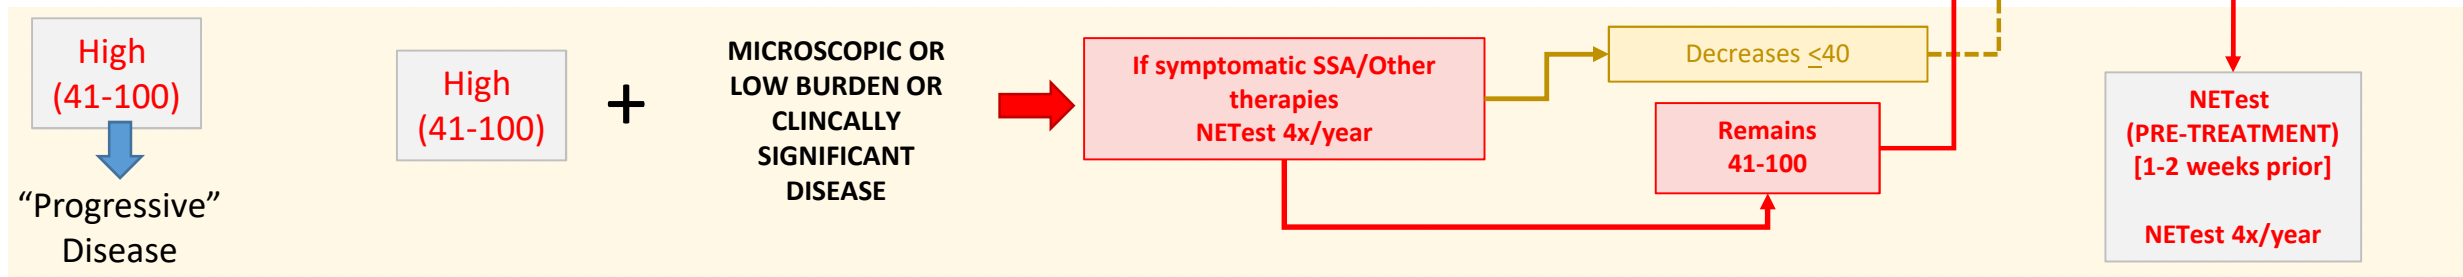 High
(41-100)
“Progressive”
Disease
High
(41-100)
+
MICROSCOPIC OR
LOW BURDEN OR
CLINCALLY
SIGNIFICANT
DISEASE
If symptomatic SSA/Other
therapies
NETest 4x/year
Decreases ≤40
Remains
41-100
NETest
(PRE-TREATMENT)
[1-2 weeks prior]
NETest 4x/year